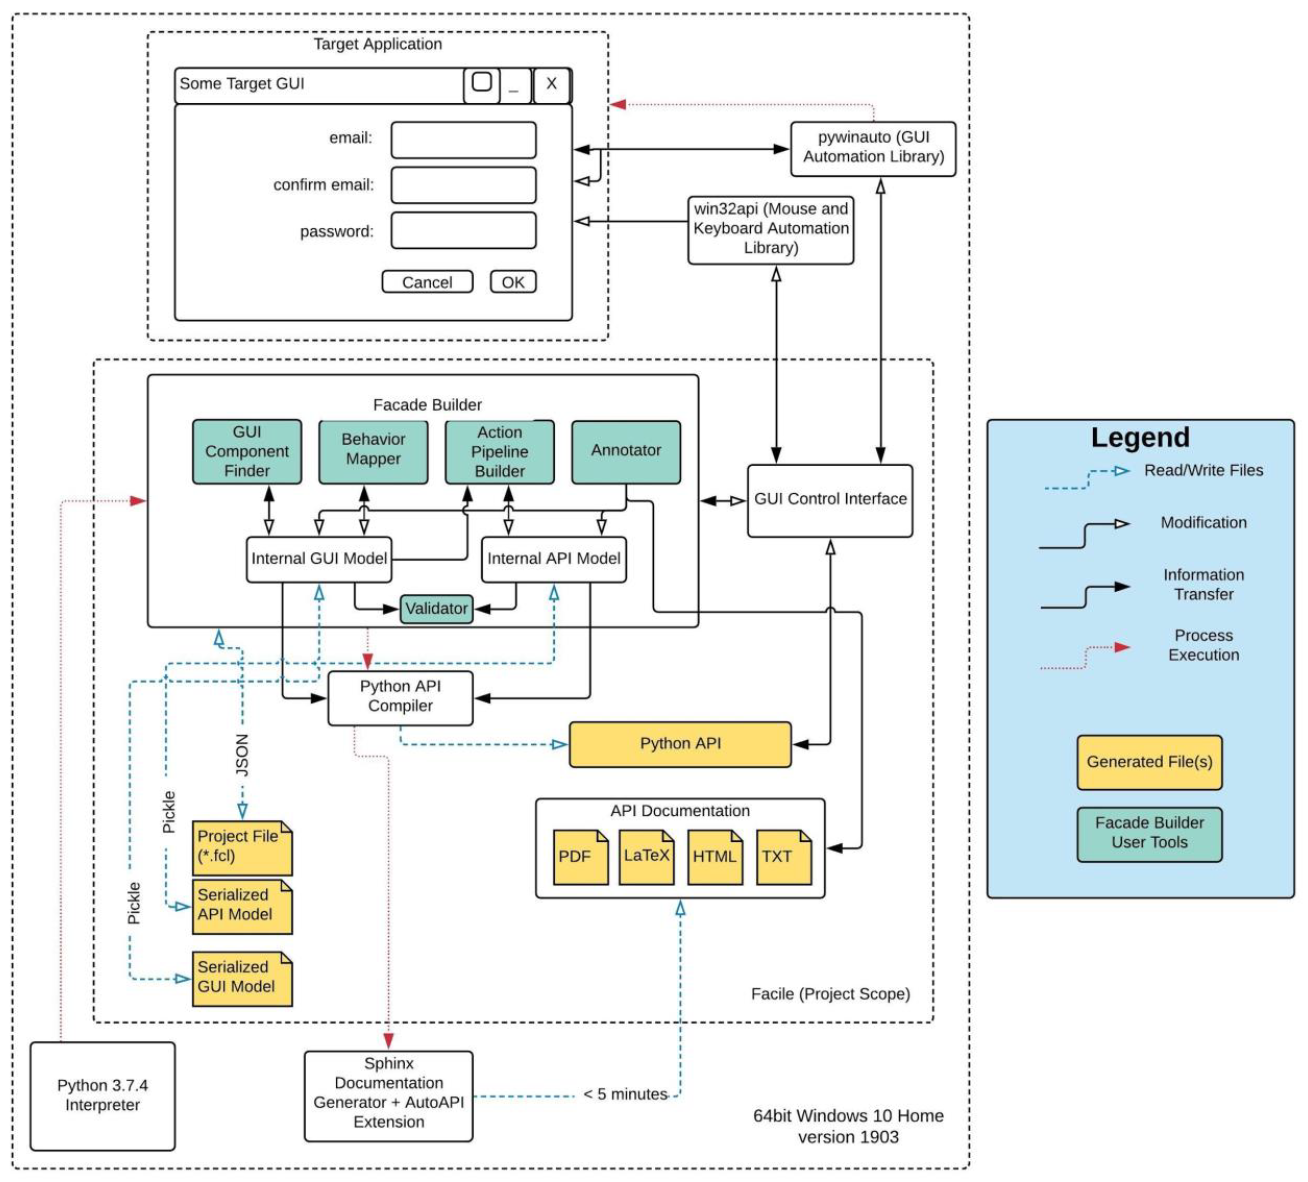 Target Application
Some Target GUI
_
X
email:
confirm email:
password:
Cancel
OK
pywinauto (GUI
Automation Library)
win32api (Mouse and
Keyboard Automation
Library)
Facade Builder
GUI
Component
Finder
Behavior
Mapper
Action
Pipeline
Builder
Annotator
GUI Control Interface
Internal GUI Model
Internal API Model
Validator
Python API
Compiler
Python API
JSON
Pickle
Pickle
Project File
(*.fcl)
Serialized
API Model
Serialized
GUI Model
API Documentation
PDF
LaTeX
HTML
TXT
Facile (Project Scope)
Python 3.7.4
Interpreter
Sphinx
Documentation
Generator + AutoAPI
Extension
< 5 minutes
64bit Windows 10 Home
version 1903
Legend
Read/Write Files
Modification
Information
Transfer
Process
Execution
Generated File(s)
Facade Builder
User Tools